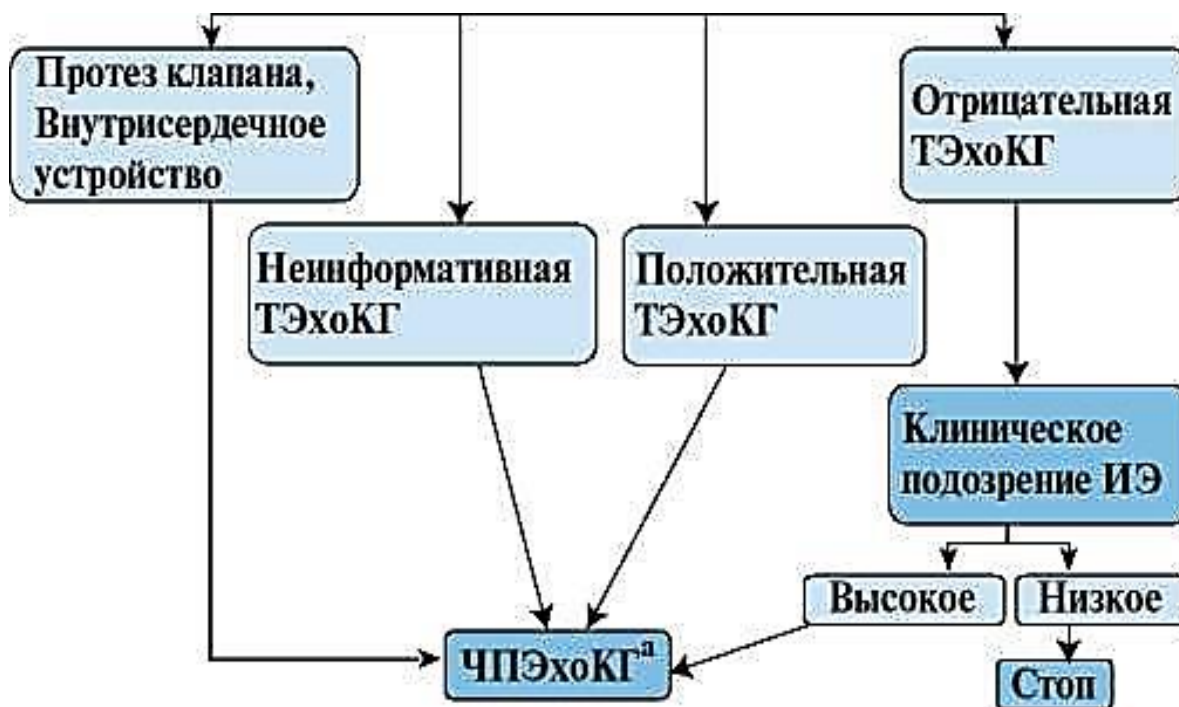 Протез клапана,
Внутрисердечное
устройство
Отрицательная
ТЭхоКГ
Неинформативная
ТЭхоКГ
Положительная
ТЭхоКГ
Клиническое
подозрение ИЭ
Высокое
Низкое
ЧПЭхоКГᵃ
Стоп